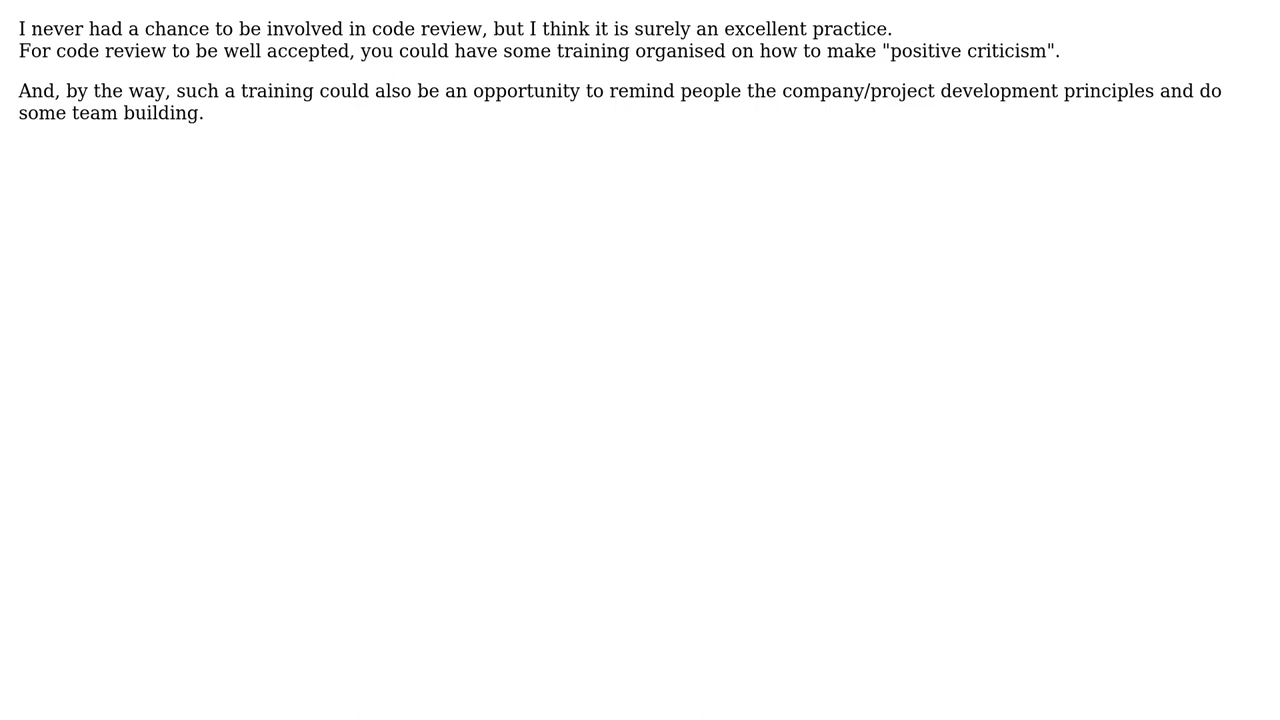 I never had a chance to be involved in code review, but I think it is surely an excellent practice.
For code review to be well accepted, you could have some training organised on how to make "positive criticism".
And, by the way, such a training could also be an opportunity to remind people the company/project development principles and do
some team building.